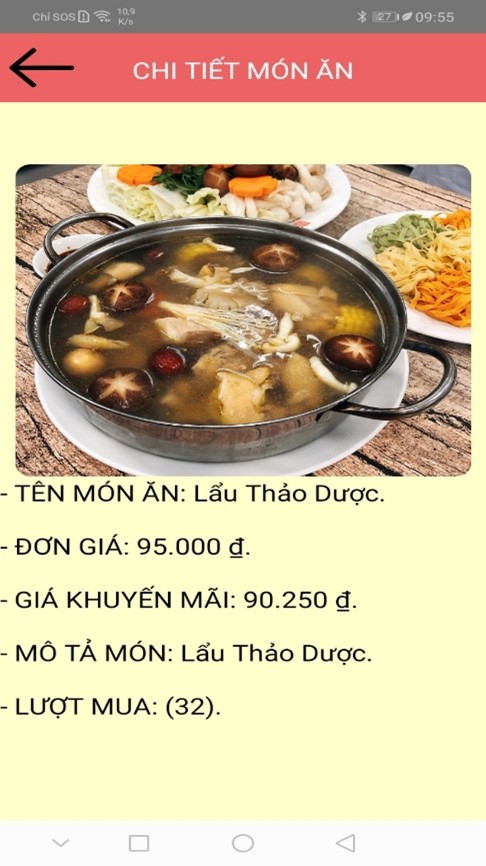 Chỉ SOS 10,9 K/s 27 09:55
CHI TIẾT MÓN ĂN
- TÊN MÓN ĂN: Lẩu Thảo Dược.
- ĐƠN GIÁ: 95.000 ₫.
- GIÁ KHUYẾN MÃI: 90.250 ₫.
- MÔ TẢ MÓN: Lẩu Thảo Dược.
- LƯỢT MUA: (32).